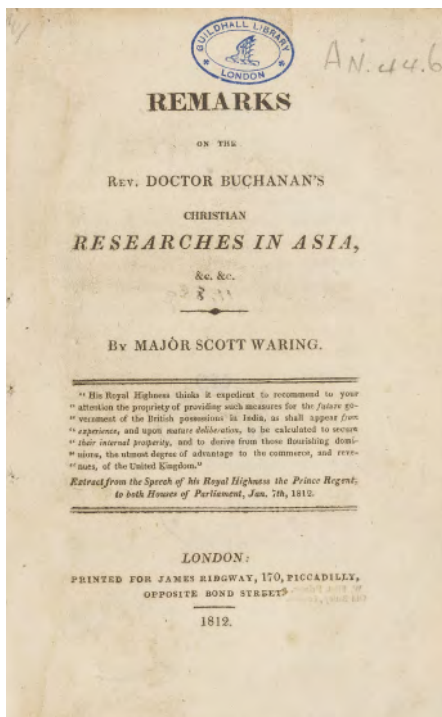 GUILDHALL LIBRARY
LONDON
REMARKS
ON THE
REV. DOCTOR BUCHANAN'S
CHRISTIAN
RESEARCHES IN ASIA,
&c. &c.
BY MAJOR SCOTT WARING.
" His Royal Highness thinks it expedient to recommend to your
" attention the propriety of providing such measures for the future go-
" vernment of the British possessions in India, as shall appear from
" experience, and upon mature deliberation, to be calculated to secure
" their internal prosperity, and to derive from those flourishing domi-
" nions, the utmost degree of advantage to the commerce, and reve-
" nues, of the United Kingdom."
Extract from the Speech of his Royal Highness the Prince Regent,
to both Houses of Parliament, Jan. 7th, 1812.
LONDON:
PRINTED FOR JAMES RIDGWAY, 170, PICCADILLY,
OPPOSITE BOND STREET
1812.